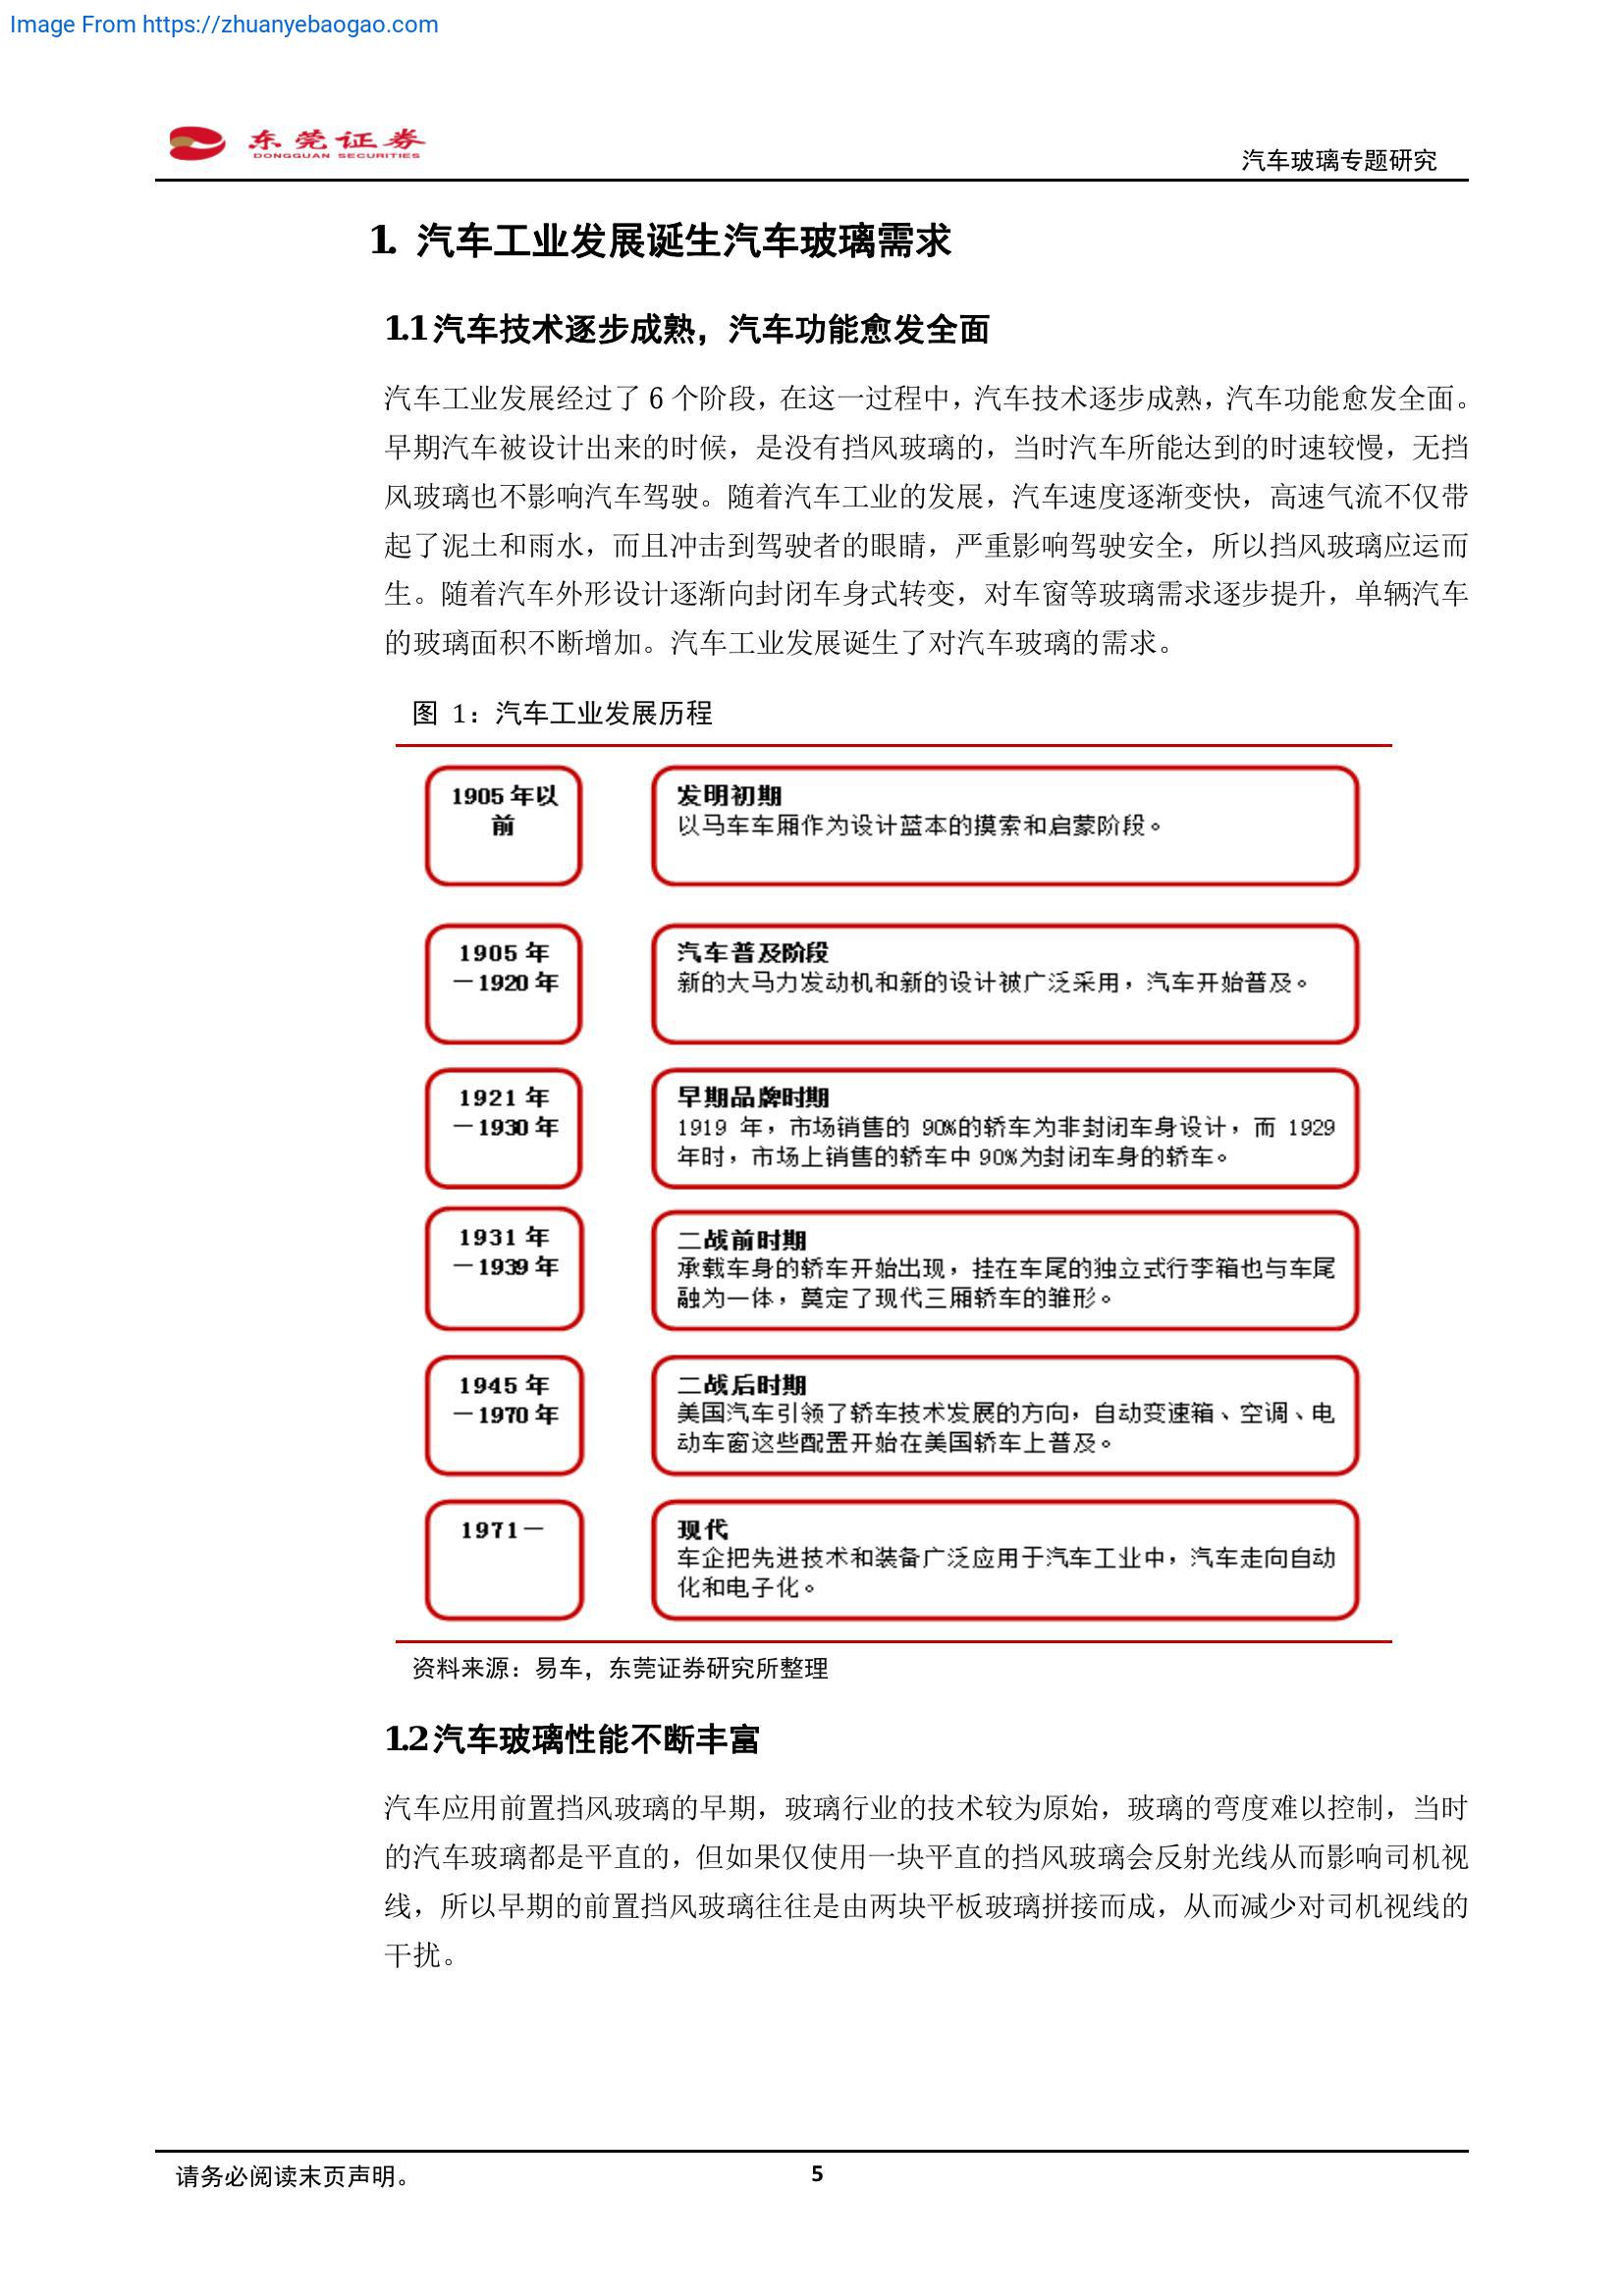 Image From https://zhuanyebaogao.com
东莞证券
DONGGUAN SECURITIES
汽车玻璃专题研究
1. 汽车工业发展诞生汽车玻璃需求
1.1 汽车技术逐步成熟，汽车功能愈发全面
汽车工业发展经过了 6 个阶段，在这一过程中，汽车技术逐步成熟，汽车功能愈发全面。
早期汽车被设计出来的时候，是没有挡风玻璃的，当时汽车所能达到的时速较慢，无挡
风玻璃也不影响汽车驾驶。随着汽车工业的发展，汽车速度逐渐变快，高速气流不仅带
起了泥土和雨水，而且冲击到驾驶者的眼睛，严重影响驾驶安全，所以挡风玻璃应运而
生。随着汽车外形设计逐渐向封闭车身式转变，对车窗等玻璃需求逐步提升，单辆汽车
的玻璃面积不断增加。汽车工业发展诞生了对汽车玻璃的需求。
图 1：汽车工业发展历程
1905 年以
前
发明初期
以马车车厢作为设计蓝本的摸索和启蒙阶段。
1905 年
－1920 年
汽车普及阶段
新的大马力发动机和新的设计被广泛采用，汽车开始普及。
1921 年
－1930 年
早期品牌时期
1919 年，市场销售的 90%的轿车为非封闭车身设计，而 1929
年时，市场上销售的轿车中 90%为封闭车身的轿车。
1931 年
－1939 年
二战前时期
承载车身的轿车开始出现，挂在车尾的独立式行李箱也与车尾
融为一体，奠定了现代三厢轿车的雏形。
1945 年
－1970 年
二战后时期
美国汽车引领了轿车技术发展的方向，自动变速箱、空调、电
动车窗这些配置开始在美国轿车上普及。
1971－
现代
车企把先进技术和装备广泛应用于汽车工业中，汽车走向自动
化和电子化。
资料来源：易车，东莞证券研究所整理
1.2 汽车玻璃性能不断丰富
汽车应用前置挡风玻璃的早期，玻璃行业的技术较为原始，玻璃的弯度难以控制，当时
的汽车玻璃都是平直的，但如果仅使用一块平直的挡风玻璃会反射光线从而影响司机视
线，所以早期的前置挡风玻璃往往是由两块平板玻璃拼接而成，从而减少对司机视线的
干扰。
请务必阅读末页声明。
5